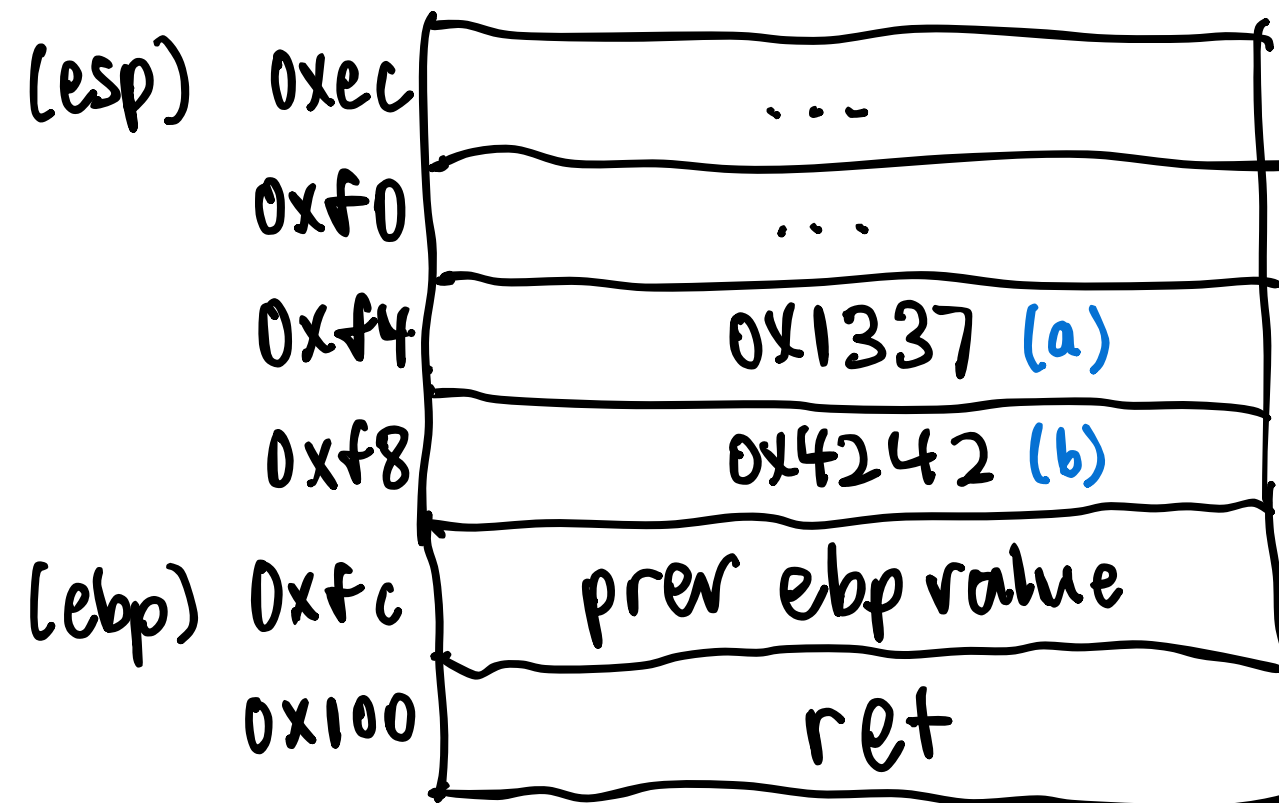 (esp) 0xec ...
0xf0 ...
0xf4 0x1337 (a)
0xf8 0x4242 (b)
(ebp) 0xfc prev ebp value
0x100 ret